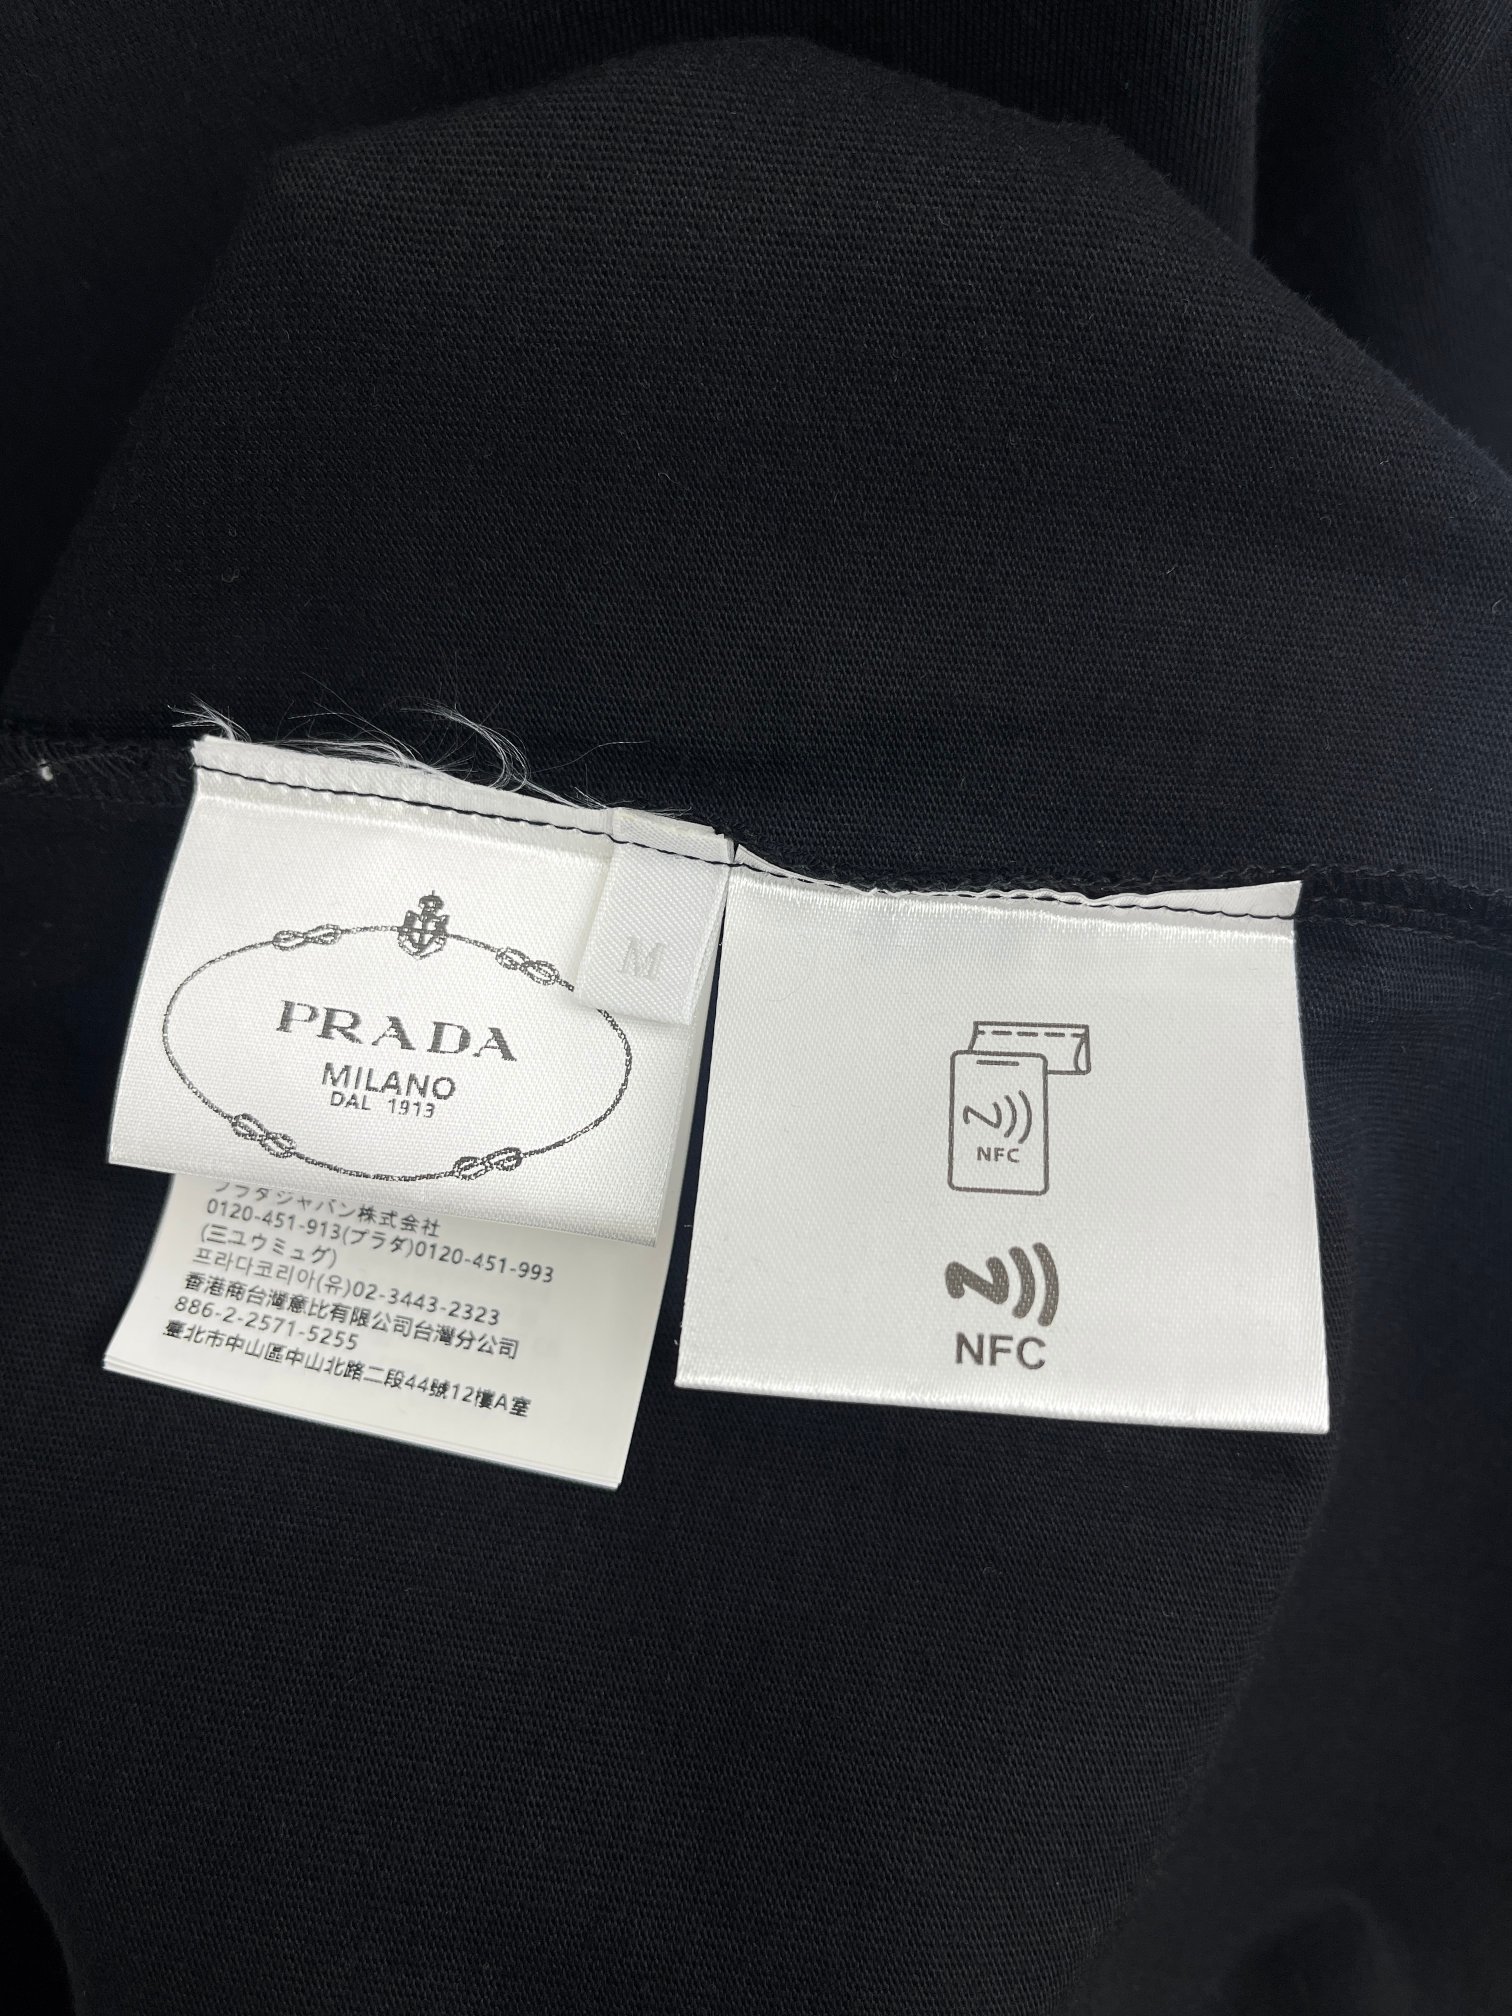 PRADA
MILANO
DAL 1913
M
プラダジャパン株式会社
0120-451-913(プラダ)0120-451-993
(三ユウミュグ)
프라다코리아(유)02-3443-2323
香港商台灣意比有限公司台灣分公司
886-2-2571-5255
臺北市中山區中山北路二段44號12樓A室
NFC
NFC